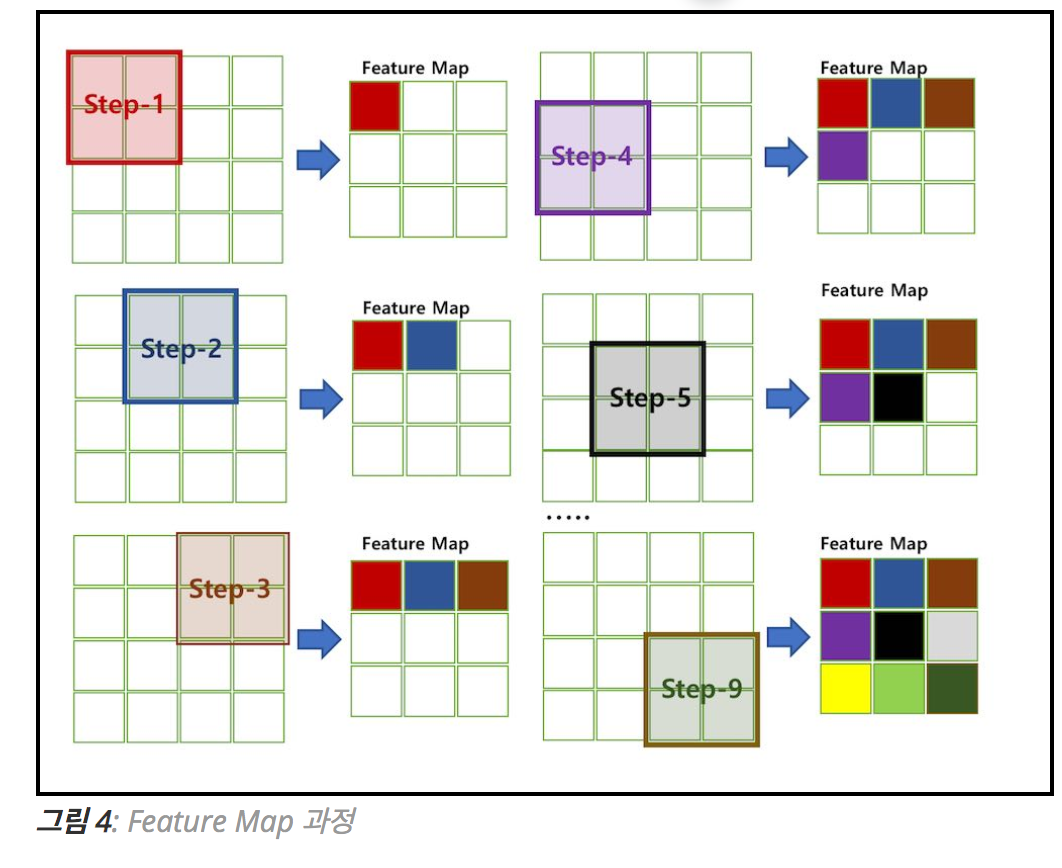 Step-1
Feature Map
Step-4
Feature Map
Step-2
Feature Map
Step-5
Feature Map
.....
Step-3
Feature Map
Step-9
Feature Map
그림 4: Feature Map 과정